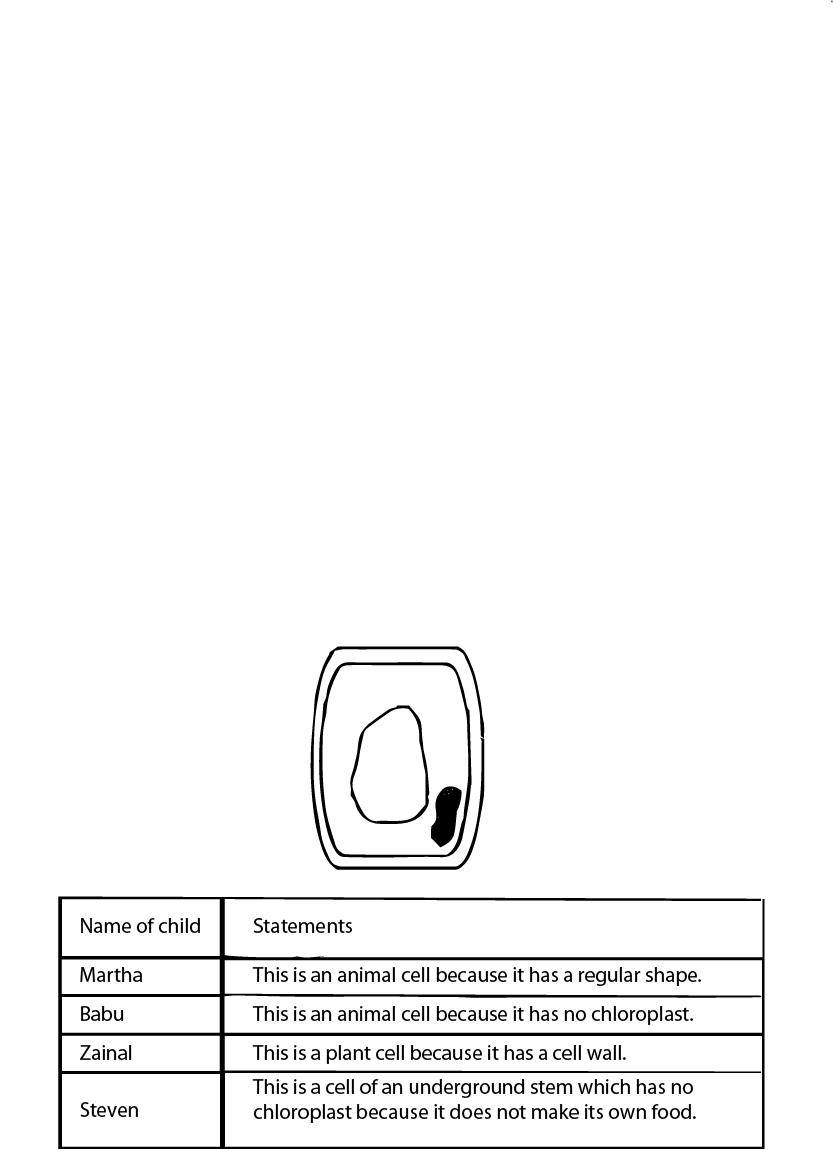 Name of child Statements
Martha This is an animal cell because it has a regular shape.
Babu This is an animal cell because it has no chloroplast.
Zainal This is a plant cell because it has a cell wall.
Steven This is a cell of an underground stem which has no
chloroplast because it does not make its own food.